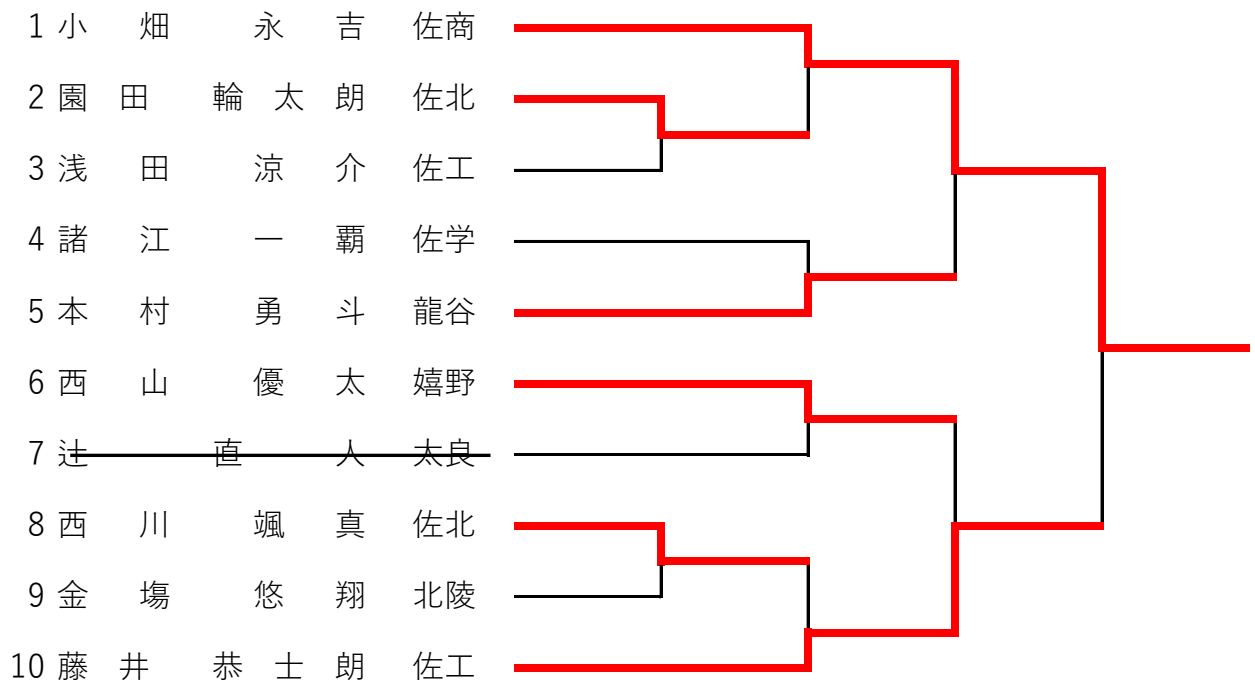 1 小 畑 永 吉 佐商
2 園 田 輪 太 朗 佐北
3 浅 田 涼 介 佐工
4 諸 江 一 覇 佐学
5 本 村 勇 斗 龍谷
6 西 山 優 太 嬉野
7 辻 直 人 太良
8 西 川 颯 真 佐北
9 金 塲 悠 翔 北陵
10 藤 井 恭 士 朗 佐工